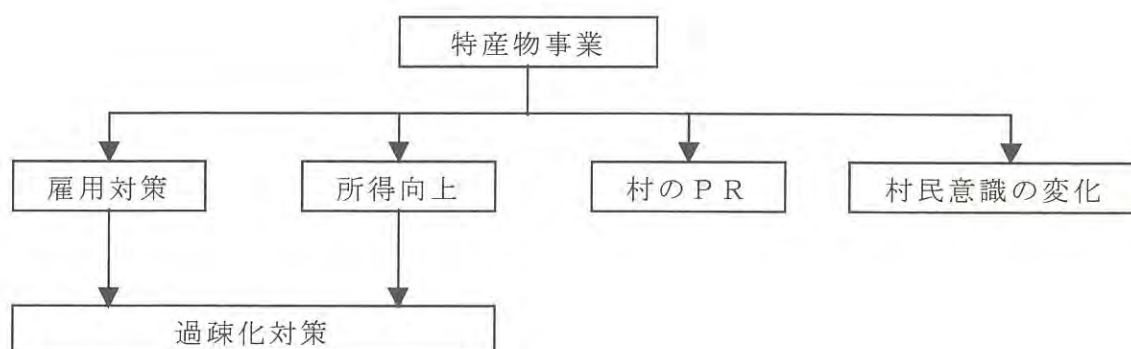 特産物事業
雇用対策
所得向上
村のＰＲ
村民意識の変化
過疎化対策